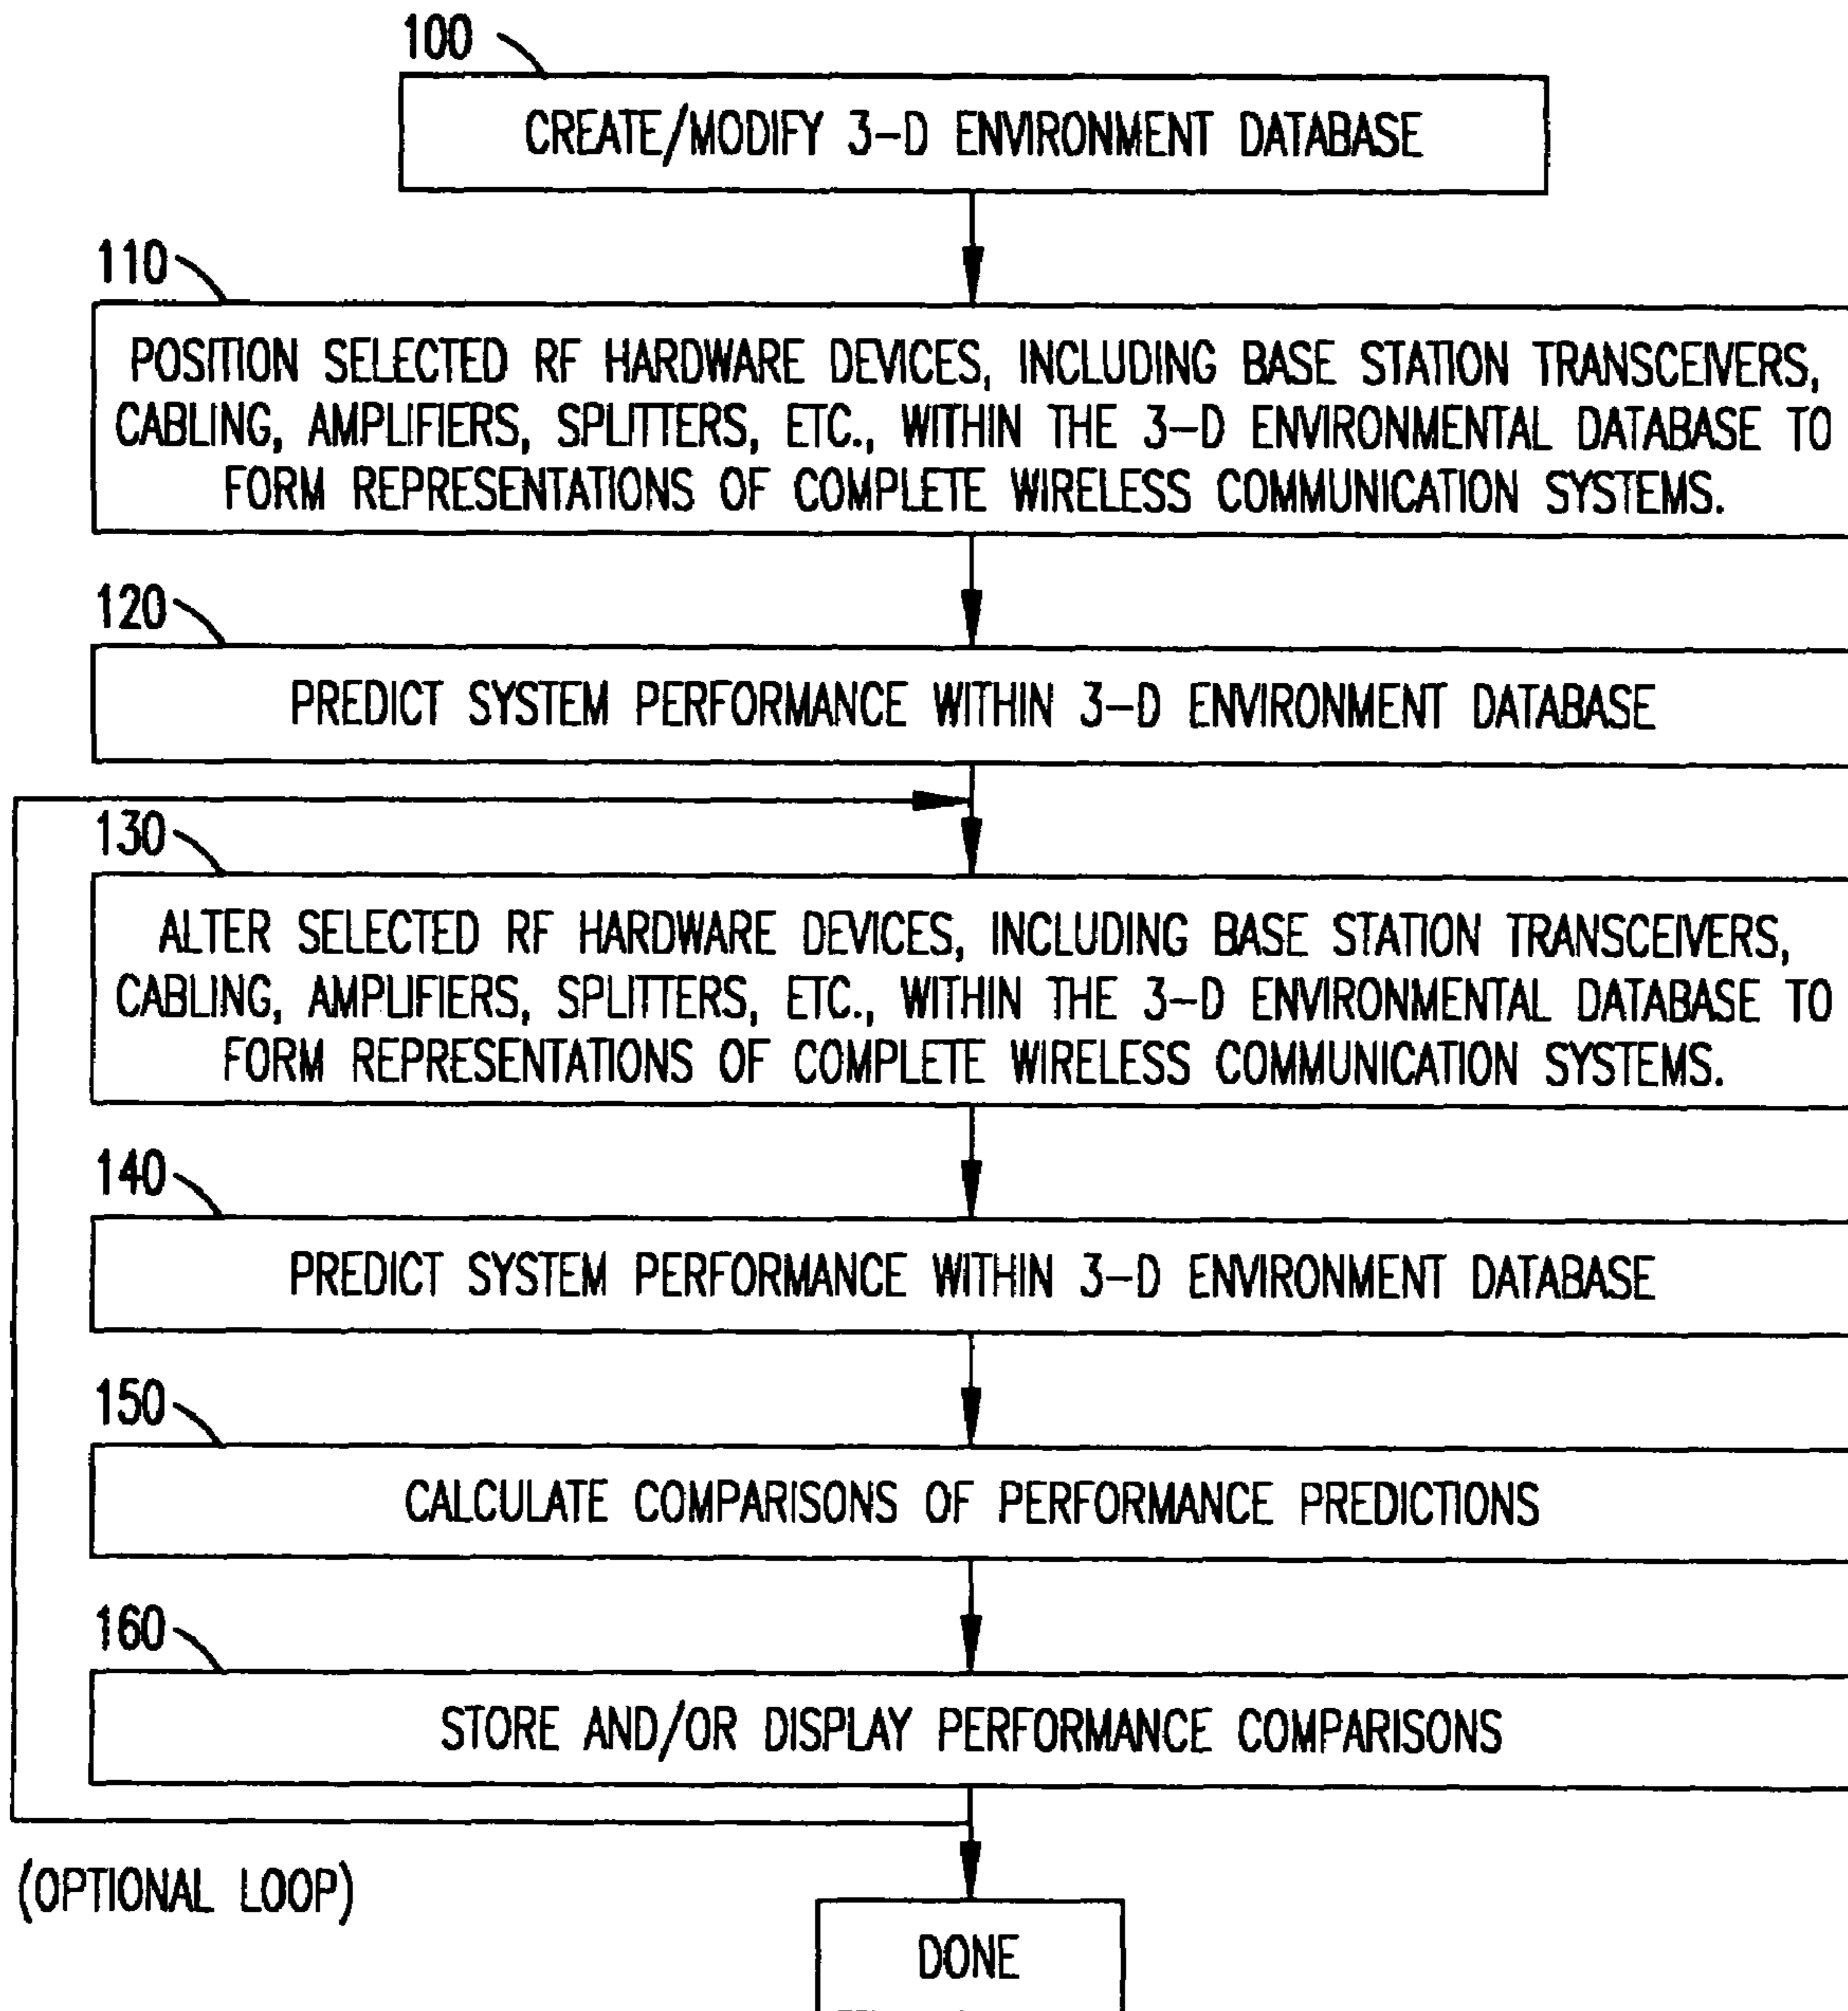 100
CREATE/MODIFY 3-D ENVIRONMENT DATABASE
110
POSITION SELECTED RF HARDWARE DEVICES, INCLUDING BASE STATION TRANSCEIVERS,
CABLING, AMPLIFIERS, SPLITTERS, ETC., WITHIN THE 3-D ENVIRONMENTAL DATABASE TO
FORM REPRESENTATIONS OF COMPLETE WIRELESS COMMUNICATION SYSTEMS.
120
PREDICT SYSTEM PERFORMANCE WITHIN 3-D ENVIRONMENT DATABASE
130
ALTER SELECTED RF HARDWARE DEVICES, INCLUDING BASE STATION TRANSCEIVERS,
CABLING, AMPLIFIERS, SPLITTERS, ETC., WITHIN THE 3-D ENVIRONMENTAL DATABASE TO
FORM REPRESENTATIONS OF COMPLETE WIRELESS COMMUNICATION SYSTEMS.
140
PREDICT SYSTEM PERFORMANCE WITHIN 3-D ENVIRONMENT DATABASE
150
CALCULATE COMPARISONS OF PERFORMANCE PREDICTIONS
160
STORE AND/OR DISPLAY PERFORMANCE COMPARISONS
(OPTIONAL LOOP)
DONE